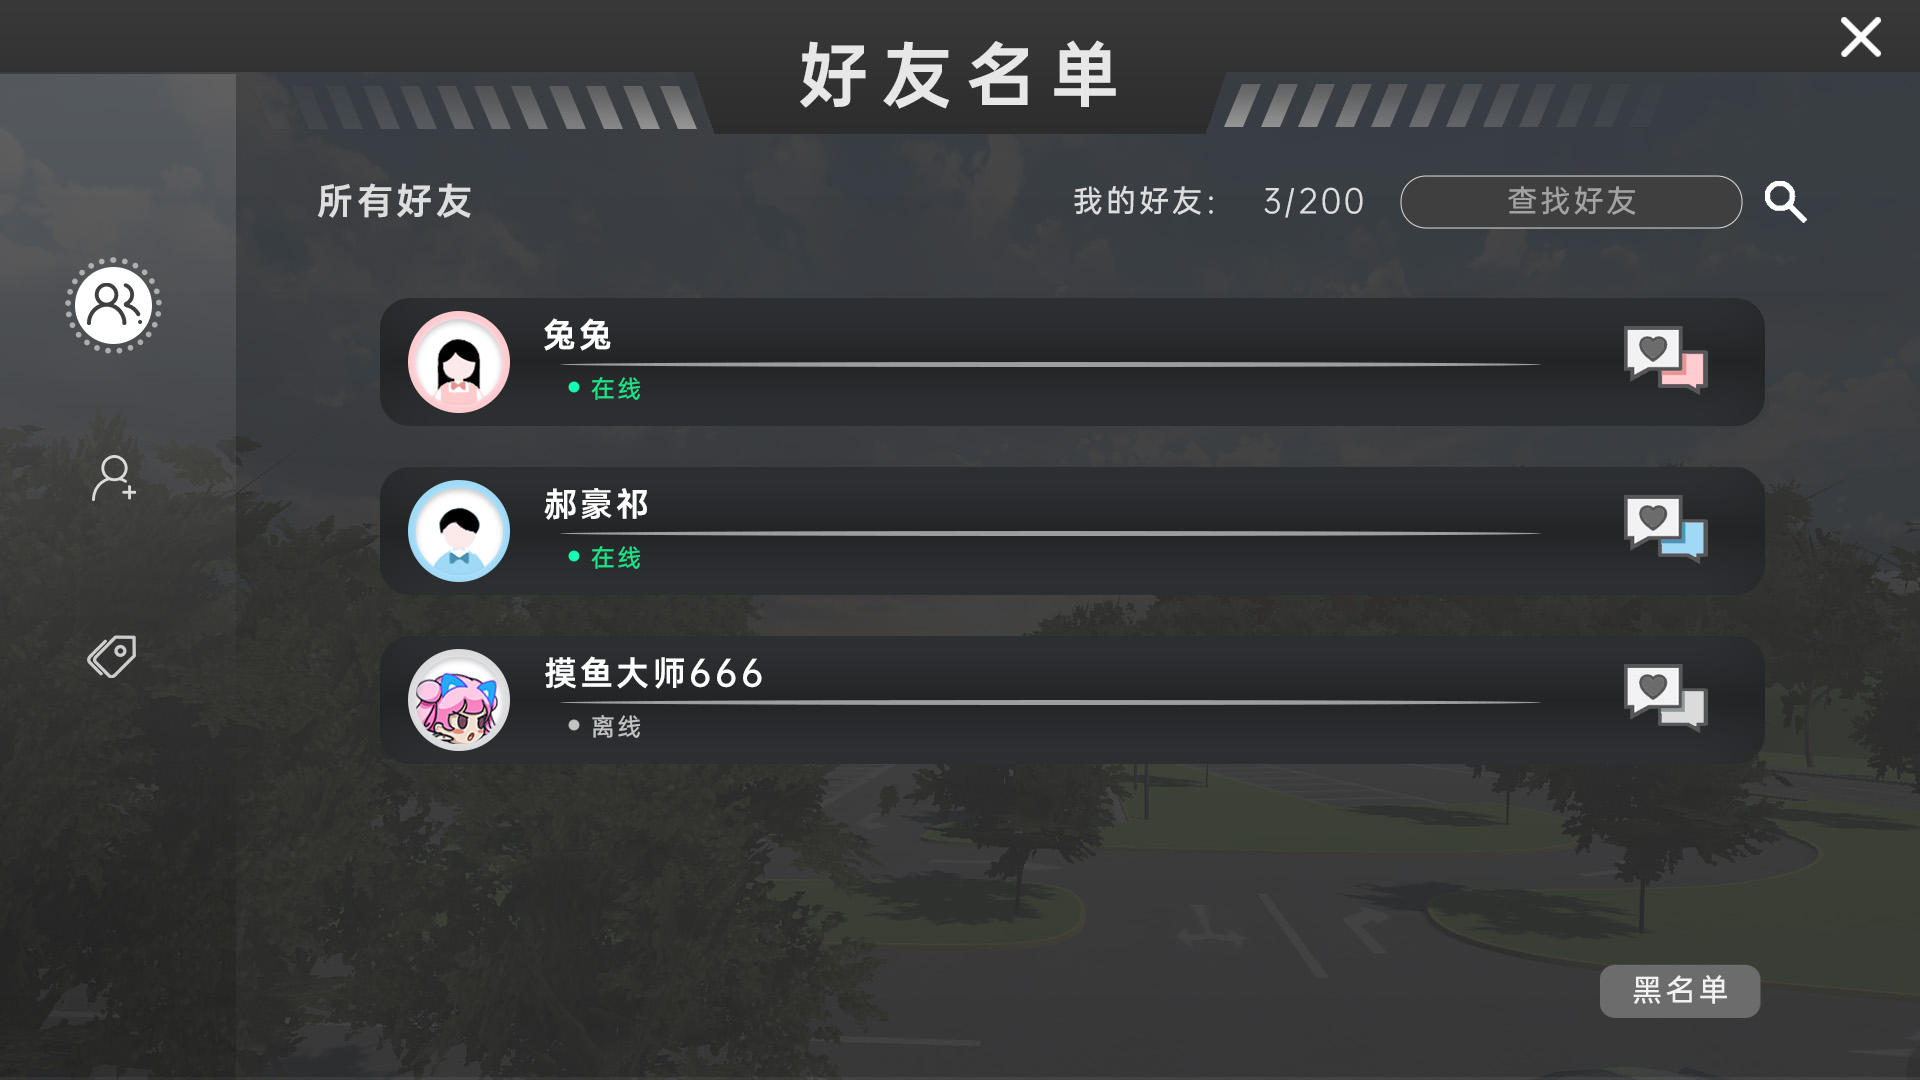 好友名单
所有好友
我的好友： 3/200
查找好友
兔兔
在线
郝豪祁
在线
摸鱼大师666
离线
黑名单